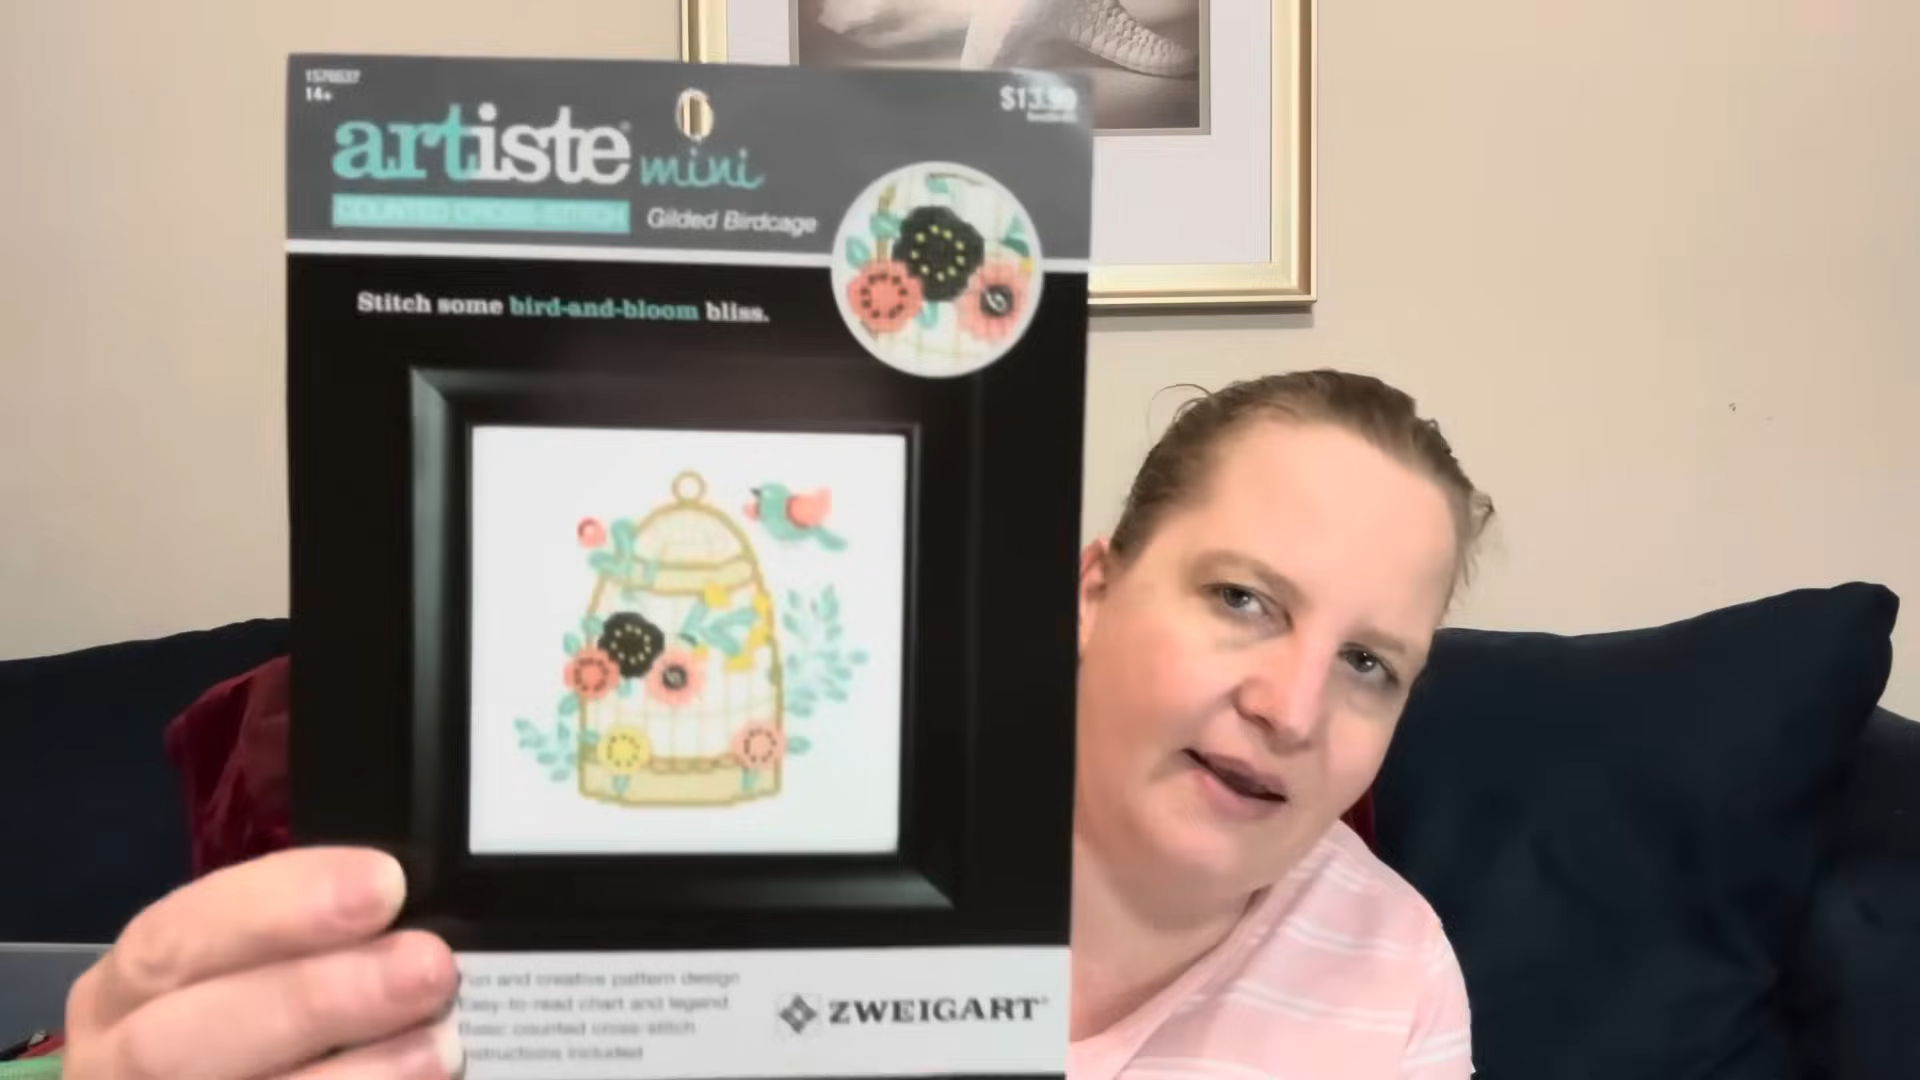 14+
$13.99
artiste® mini
COUNTED CROSS-STITCH Gilded Birdcage
Stitch some bird-and-bloom bliss.
Fun and creative pattern design
Easy-to-read chart and legend
Basic counted cross-stitch
instructions included
ZWEIGART®